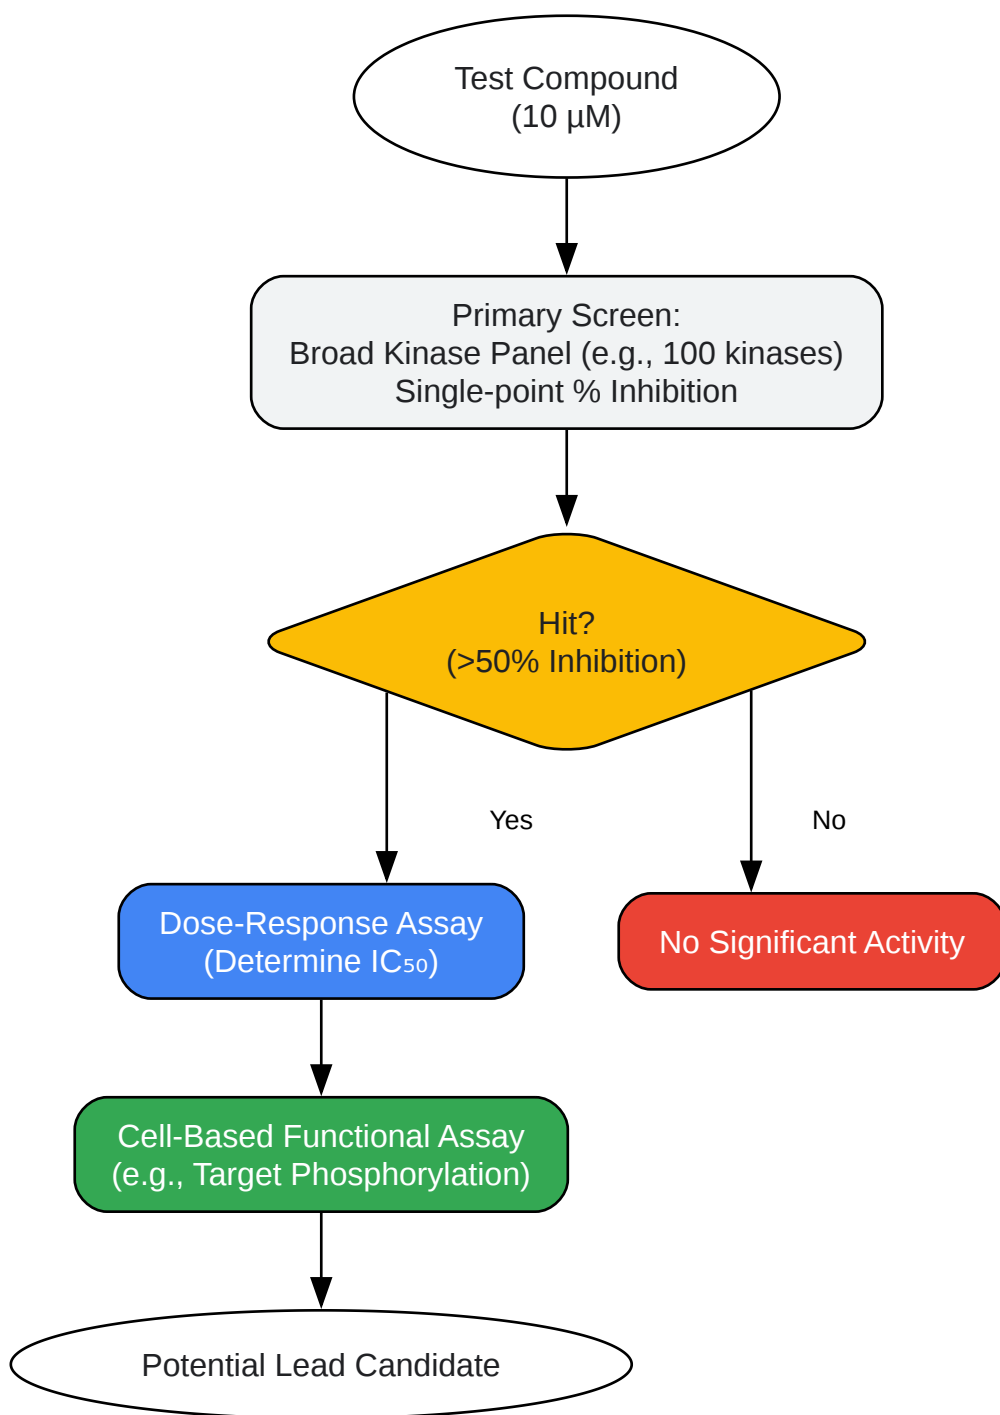 Test Compound
(10 µM)
Primary Screen:
Broad Kinase Panel (e.g., 100 kinases)
Single-point % Inhibition
Hit?
(>50% Inhibition)
Yes
No
Dose-Response Assay
(Determine IC₅₀)
No Significant Activity
Cell-Based Functional Assay
(e.g., Target Phosphorylation)
Potential Lead Candidate